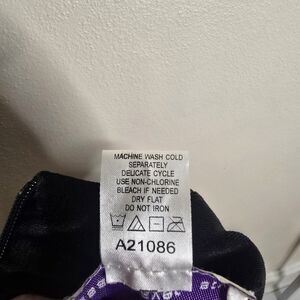 MACHINE WASH COLD
SEPARATELY
DELICATE CYCLE
USE NON-CHLORINE
BLEACH IF NEEDED
DRY FLAT
DO NOT IRON
A21086